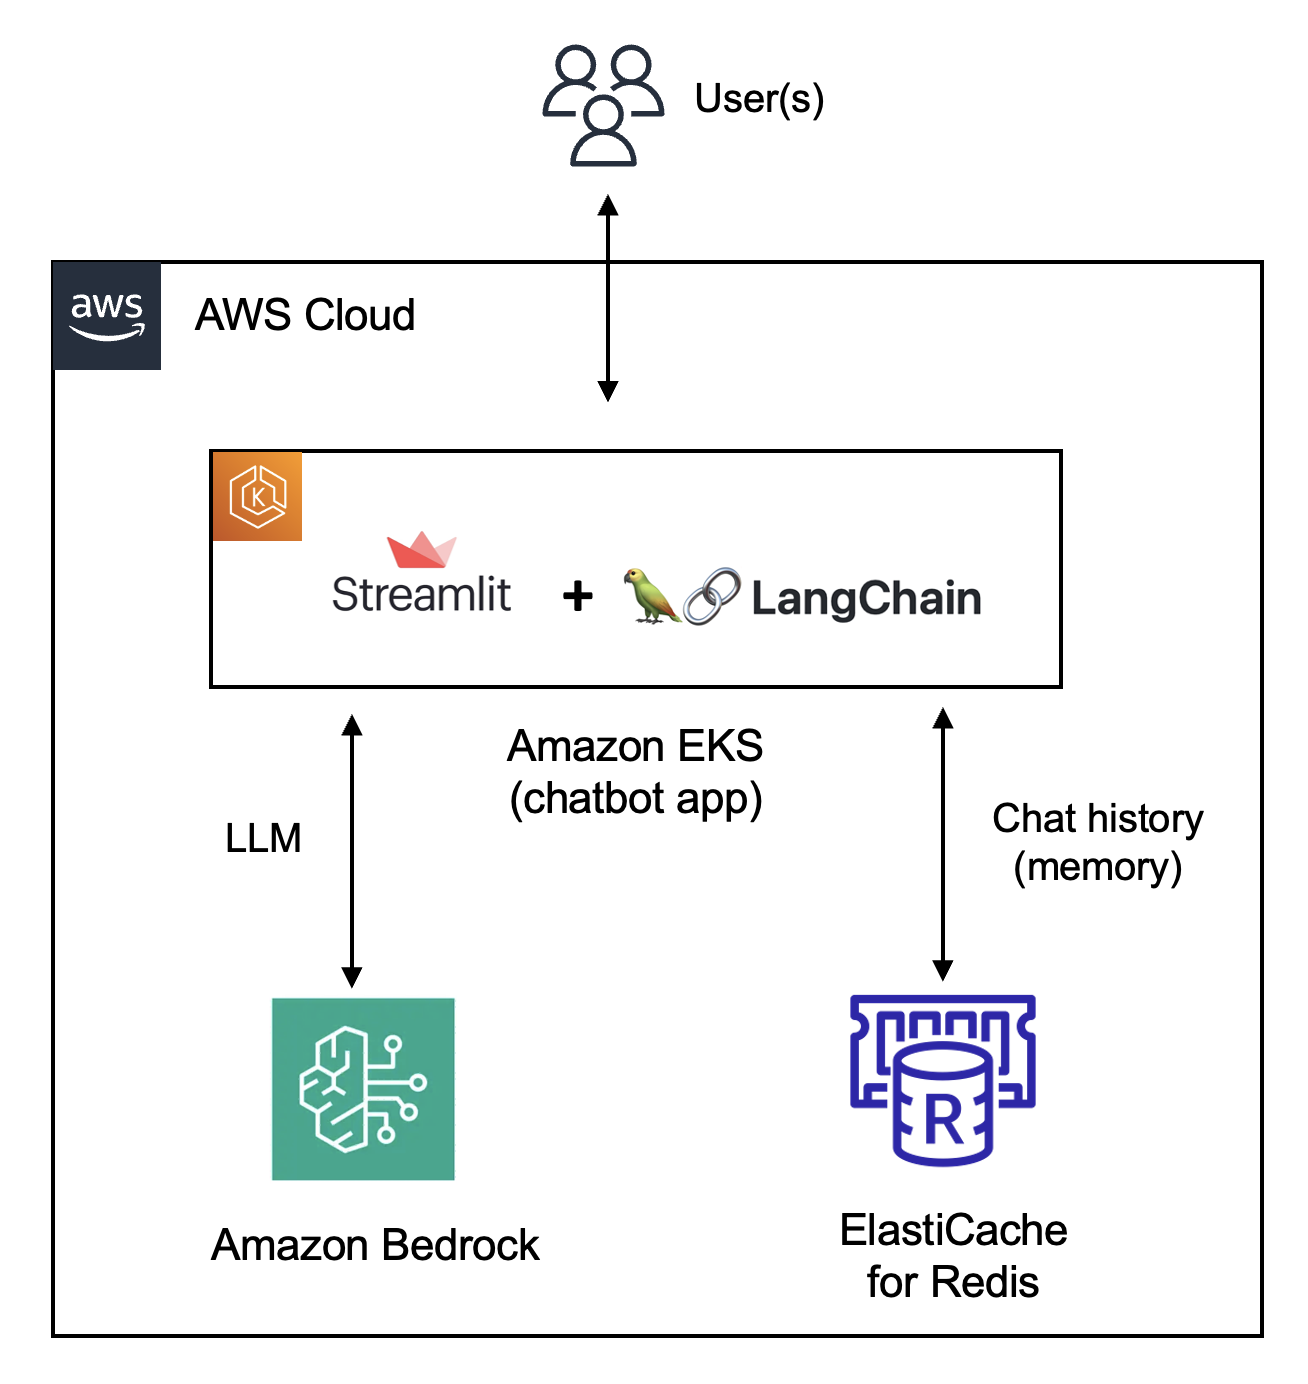 User(s)
aws
AWS Cloud
K
Streamlit + LangChain
Amazon EKS
(chatbot app)
LLM
Chat history
(memory)
R
Amazon Bedrock
ElastiCache
for Redis